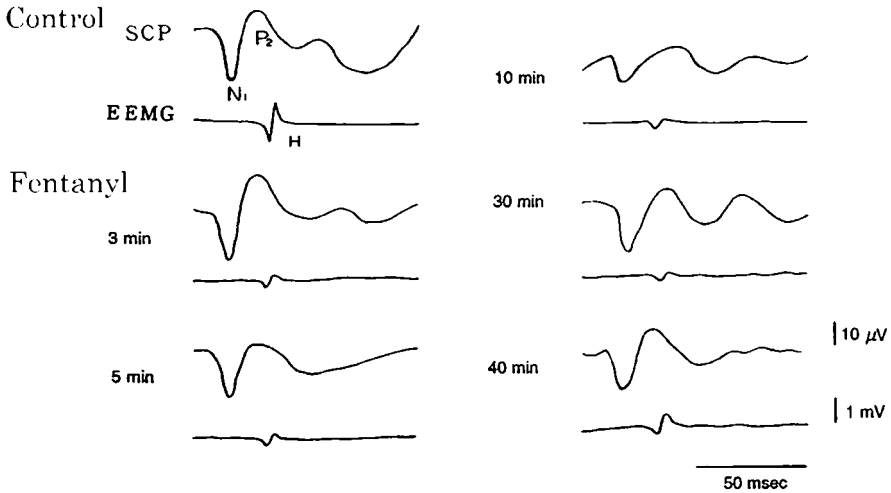 Control
SCP
P2
N1
EEMG
H
Fentanyl
3 min
5 min
10 min
30 min
40 min
10 μV
1 mV
50 msec